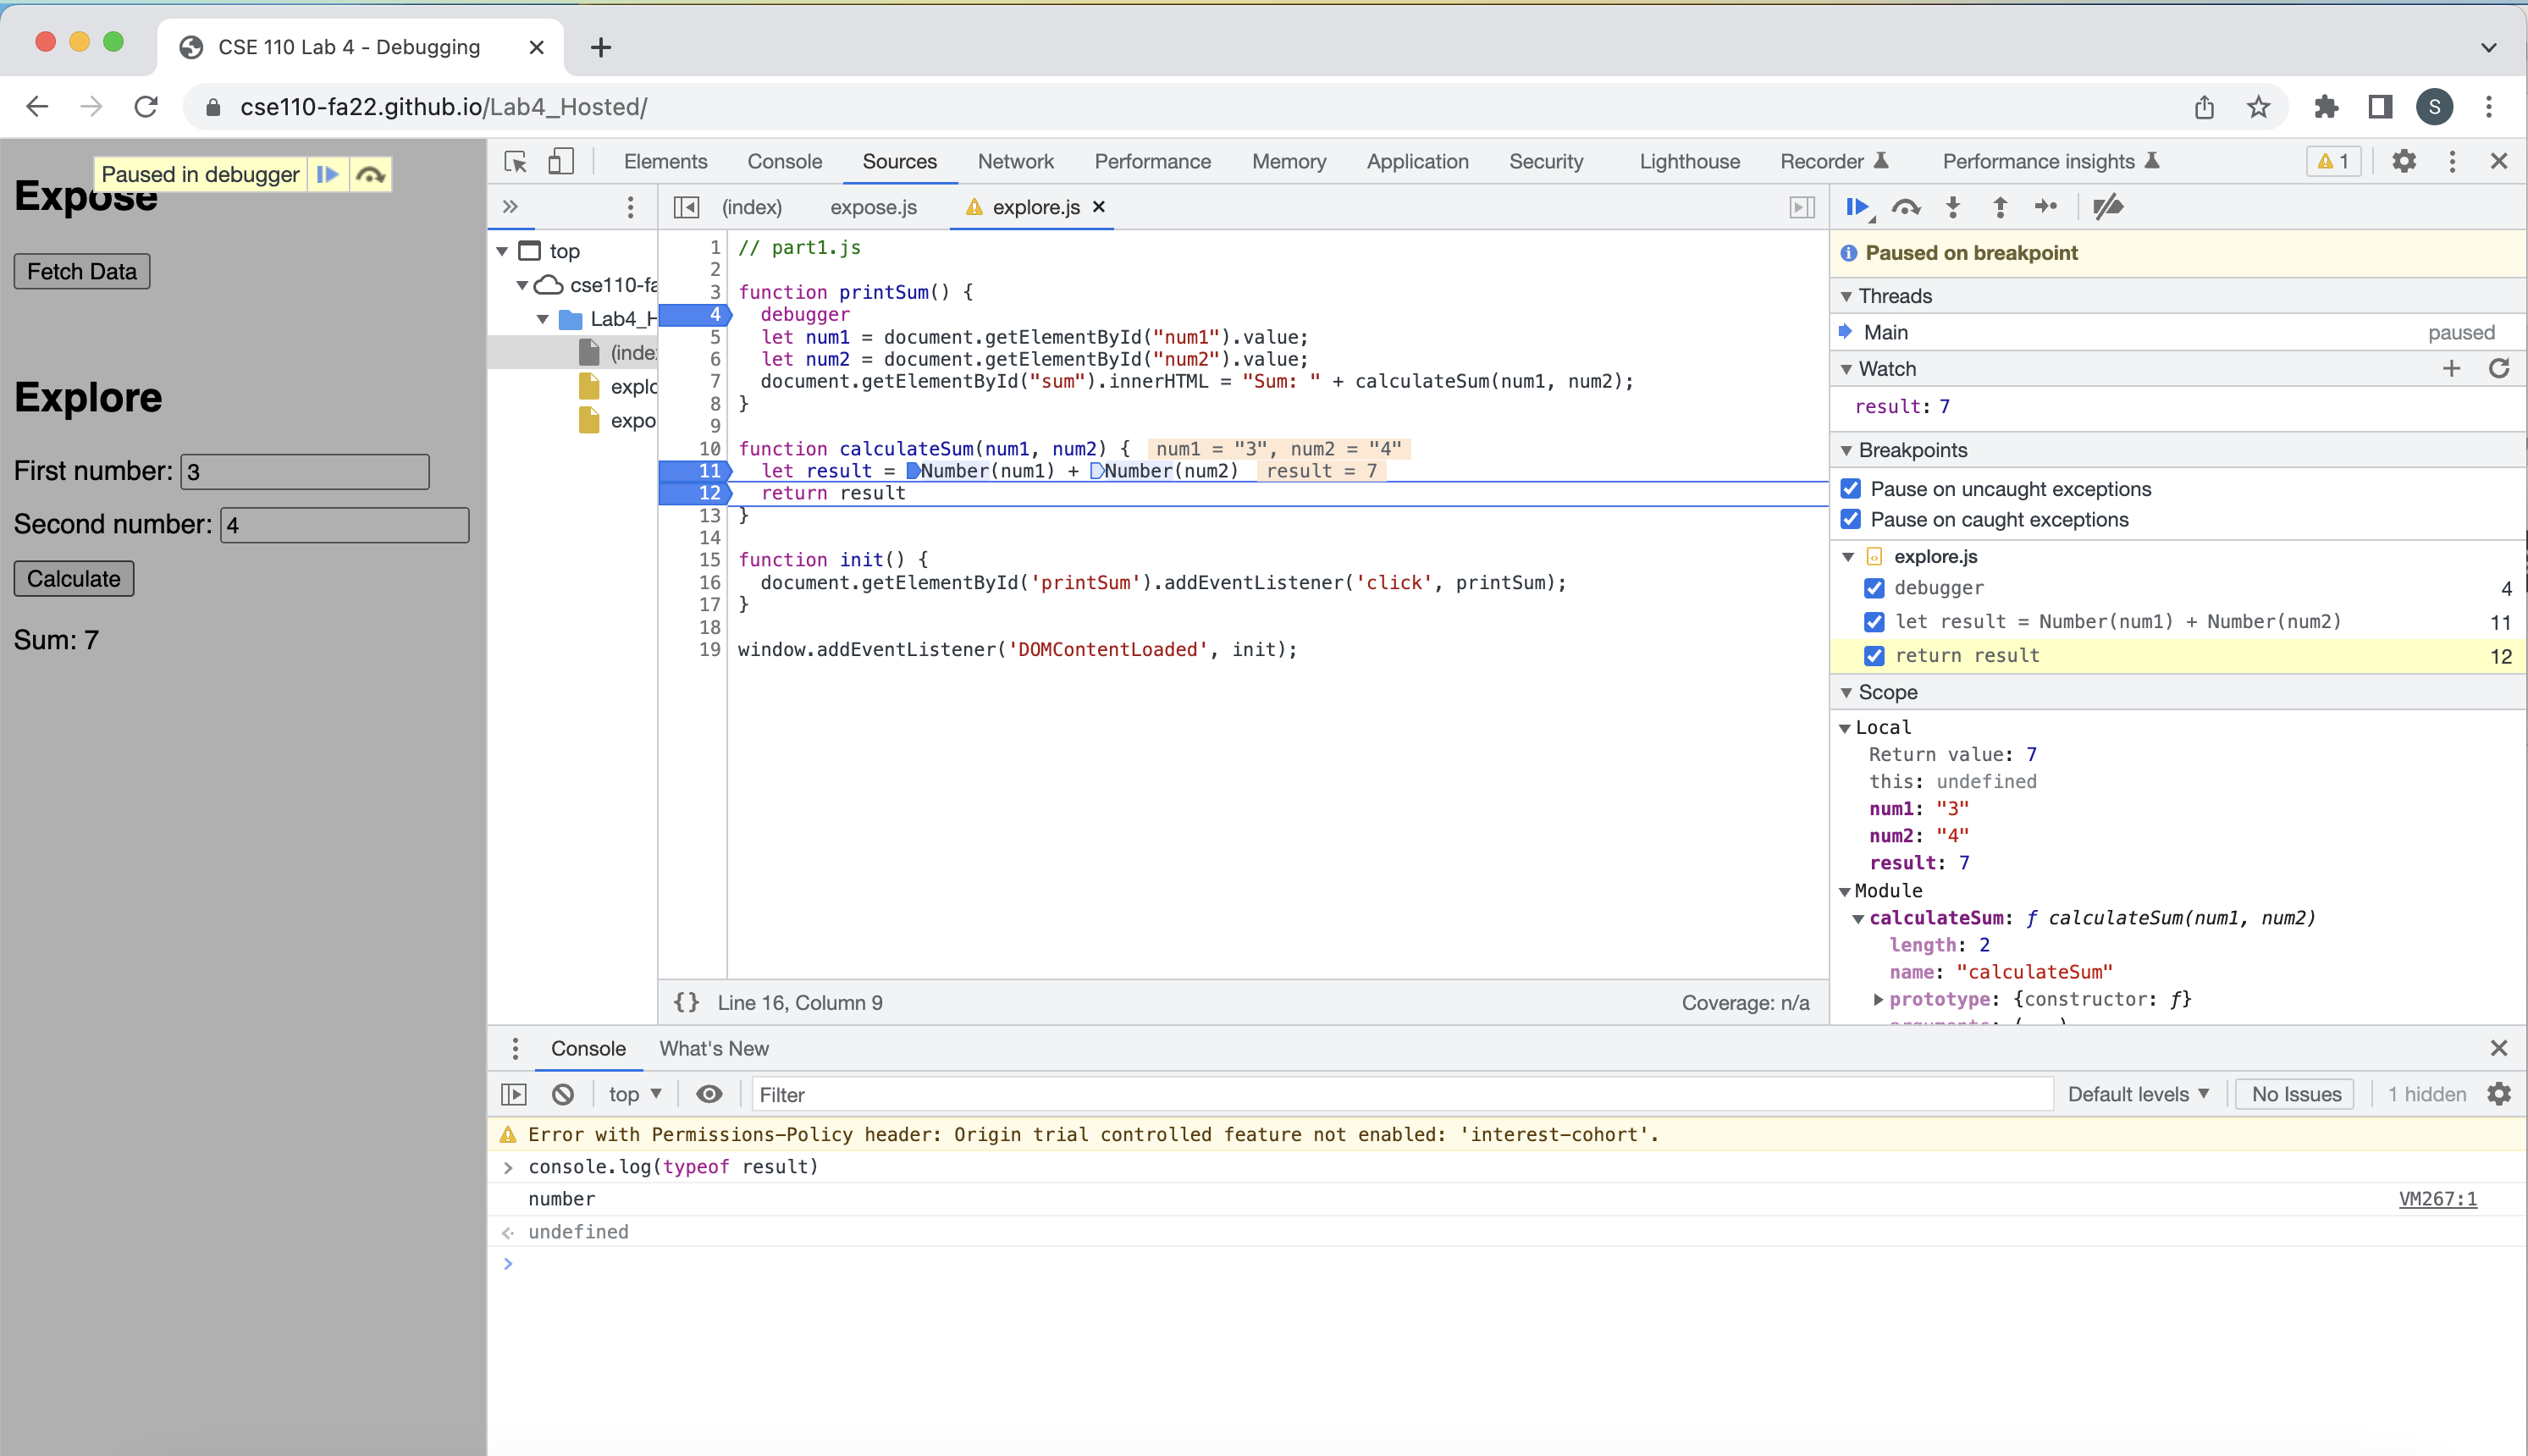 CSE 110 Lab 4 - Debugging
cse110-fa22.github.io/Lab4_Hosted/
S
Paused in debugger
Expose
Fetch Data
Explore
First number: 3
Second number: 4
Calculate
Sum: 7
Elements Console Sources Network Performance Memory Application Security Lighthouse Recorder Performance insights 1
(index) expose.js explore.js
top
cse110-fa
Lab4_H
(inde
explo
expo
1 // part1.js
2
3 function printSum() {
4 debugger
5 let num1 = document.getElementById("num1").value;
6 let num2 = document.getElementById("num2").value;
7 document.getElementById("sum").innerHTML = "Sum: " + calculateSum(num1, num2);
8 }
9
10 function calculateSum(num1, num2) { num1 = "3", num2 = "4"
11 let result = Number(num1) + Number(num2) result = 7
12 return result
13 }
14
15 function init() {
16 document.getElementById('printSum').addEventListener('click', printSum);
17 }
18
19 window.addEventListener('DOMContentLoaded', init);
{} Line 16, Column 9 Coverage: n/a
Paused on breakpoint
Threads
Main paused
Watch
result: 7
Breakpoints
Pause on uncaught exceptions
Pause on caught exceptions
explore.js
debugger 4
let result = Number(num1) + Number(num2) 11
return result 12
Scope
Local
Return value: 7
this: undefined
num1: "3"
num2: "4"
result: 7
Module
calculateSum: ƒ calculateSum(num1, num2)
length: 2
name: "calculateSum"
prototype: {constructor: ƒ}
Console What's New
top Filter Default levels No Issues 1 hidden
Error with Permissions-Policy header: Origin trial controlled feature not enabled: 'interest-cohort'.
> console.log(typeof result)
number VM267:1
undefined
>